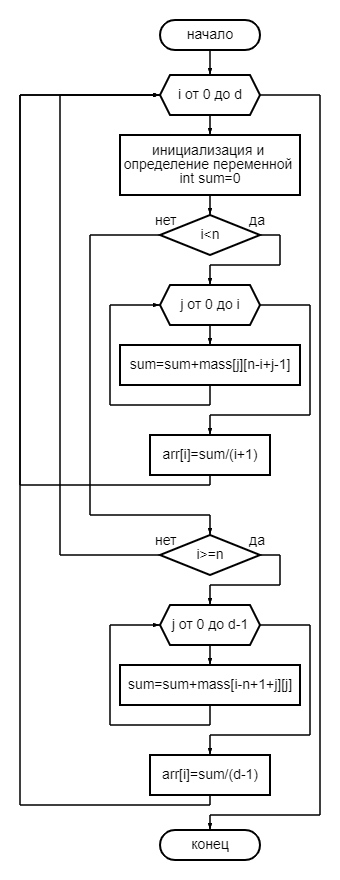 начало
i от 0 до d
инициализация и
определение переменной
int sum=0
нет
да
i<n
j от 0 до i
sum=sum+mass[j][n-i+j-1]
arr[i]=sum/(i+1)
нет
да
i>=n
j от 0 до d-1
sum=sum+mass[i-n+1+j][j]
arr[i]=sum/(d-1)
конец